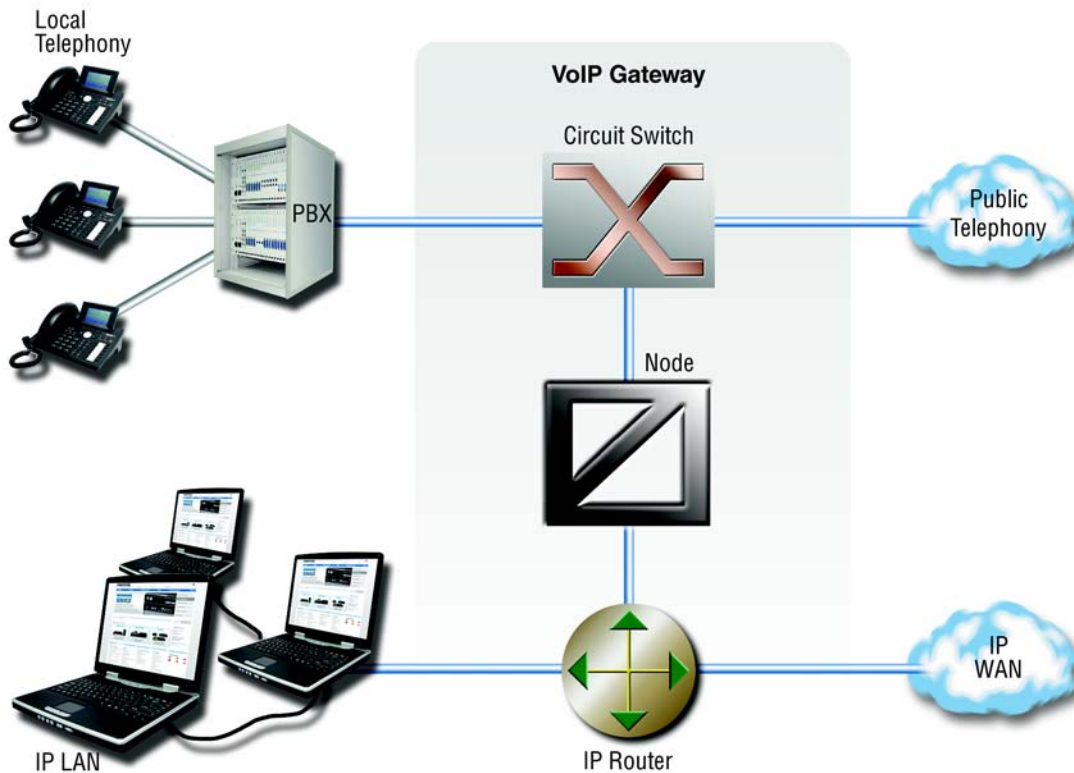 Local
Telephony
VoIP Gateway
Circuit Switch
PBX
Public
Telephony
Node
IP
WAN
IP LAN
IP Router